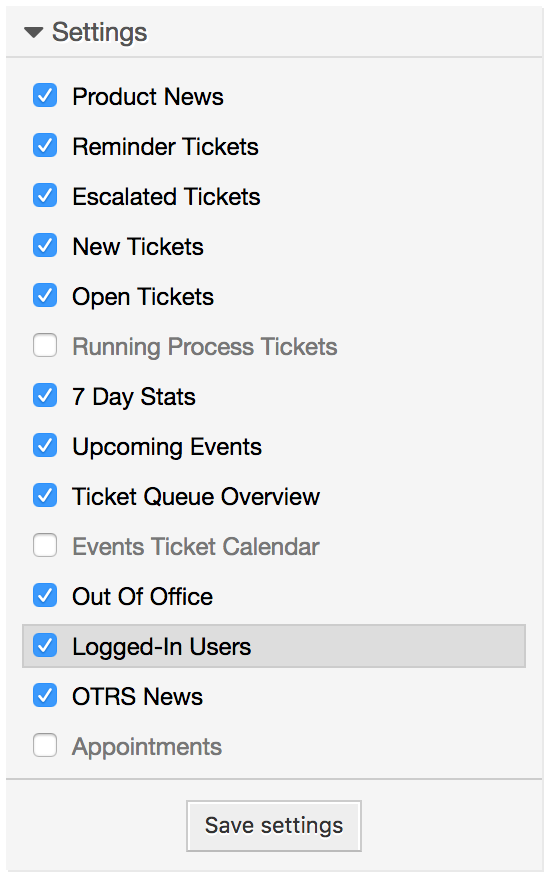 Settings
Product News
Reminder Tickets
Escalated Tickets
New Tickets
Open Tickets
Running Process Tickets
7 Day Stats
Upcoming Events
Ticket Queue Overview
Events Ticket Calendar
Out Of Office
Logged-In Users
OTRS News
Appointments
Save settings